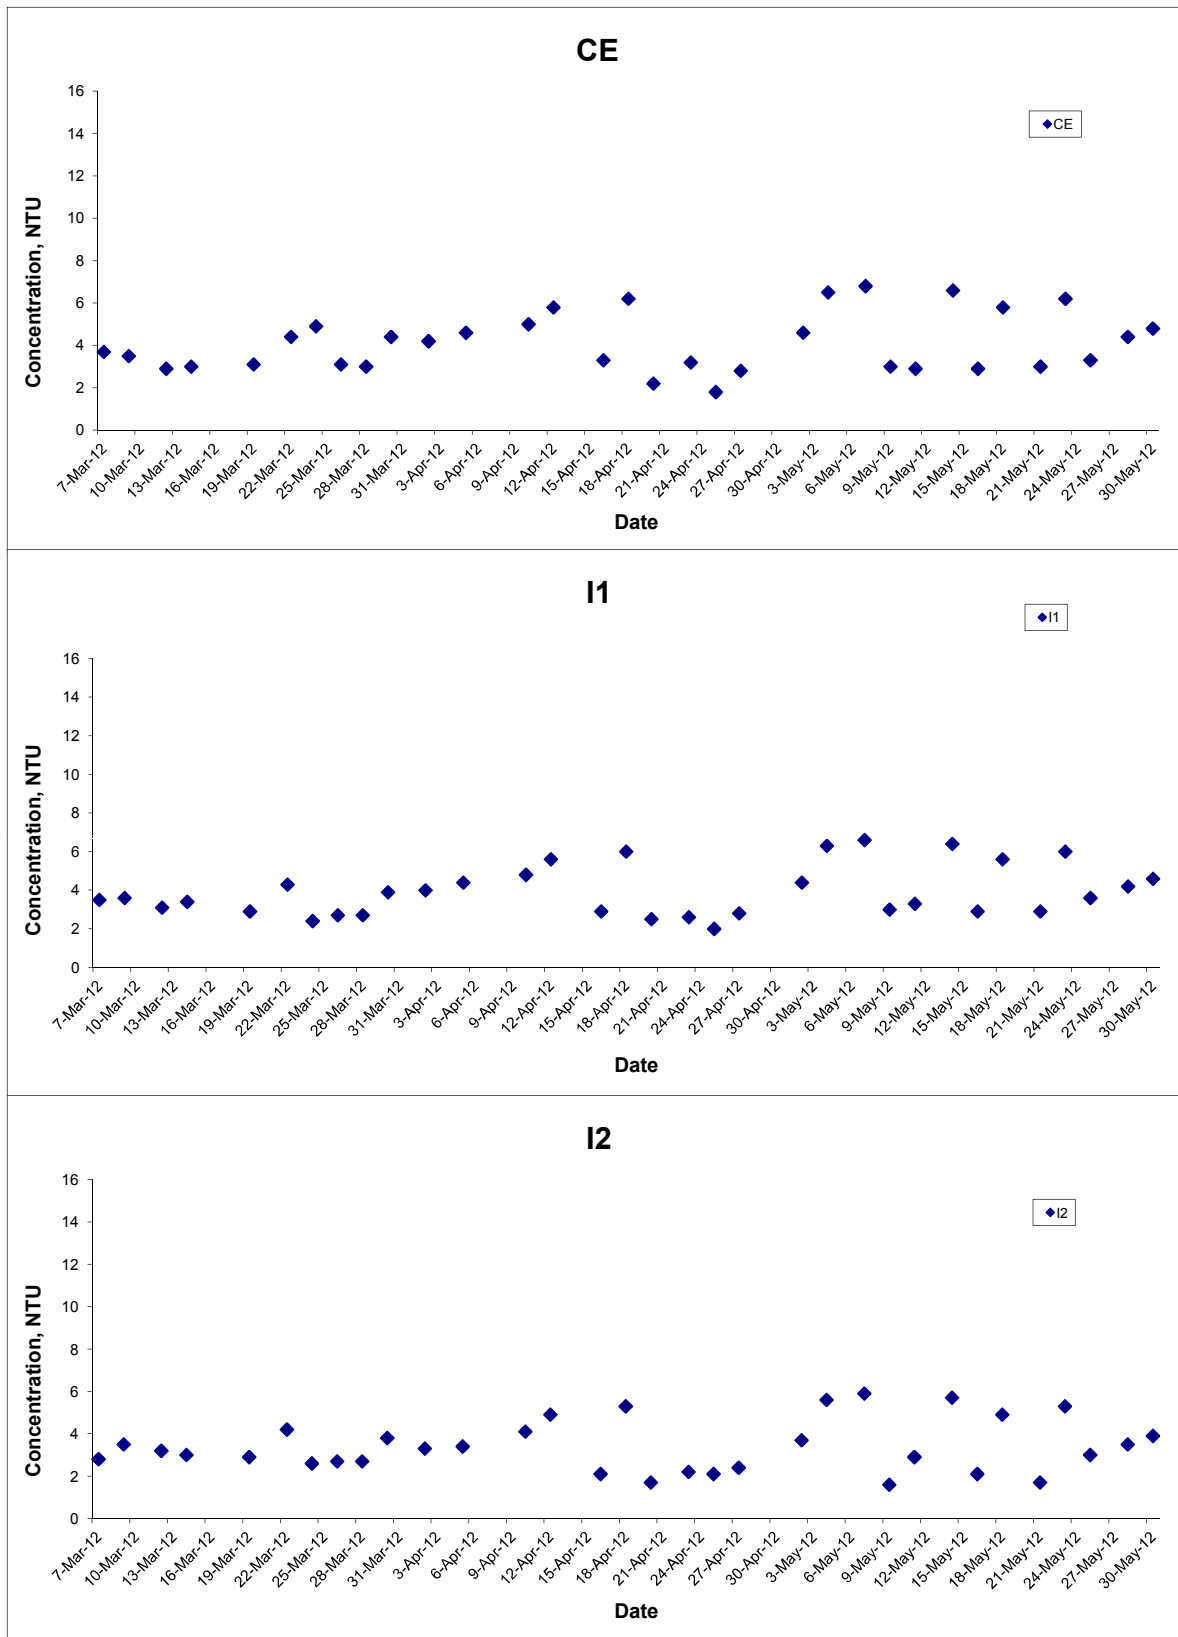 CE
16
14
12
10
8
6
4
2
0
Concentration, NTU
CE
7-Mar-12 10-Mar-12 13-Mar-12 16-Mar-12 19-Mar-12 22-Mar-12 25-Mar-12 28-Mar-12 31-Mar-12 3-Apr-12 6-Apr-12 9-Apr-12 12-Apr-12 15-Apr-12 18-Apr-12 21-Apr-12 24-Apr-12 27-Apr-12 30-Apr-12 3-May-12 6-May-12 9-May-12 12-May-12 15-May-12 18-May-12 21-May-12 24-May-12 27-May-12 30-May-12
Date
I1
I1
16
14
12
10
8
6
4
2
0
Concentration, NTU
7-Mar-12 10-Mar-12 13-Mar-12 16-Mar-12 19-Mar-12 22-Mar-12 25-Mar-12 28-Mar-12 31-Mar-12 3-Apr-12 6-Apr-12 9-Apr-12 12-Apr-12 15-Apr-12 18-Apr-12 21-Apr-12 24-Apr-12 27-Apr-12 30-Apr-12 3-May-12 6-May-12 9-May-12 12-May-12 15-May-12 18-May-12 21-May-12 24-May-12 27-May-12 30-May-12
Date
I2
16
14
12
10
8
6
4
2
0
Concentration, NTU
I2
7-Mar-12 10-Mar-12 13-Mar-12 16-Mar-12 19-Mar-12 22-Mar-12 25-Mar-12 28-Mar-12 31-Mar-12 3-Apr-12 6-Apr-12 9-Apr-12 12-Apr-12 15-Apr-12 18-Apr-12 21-Apr-12 24-Apr-12 27-Apr-12 30-Apr-12 3-May-12 6-May-12 9-May-12 12-May-12 15-May-12 18-May-12 21-May-12 24-May-12 27-May-12 30-May-12
Date